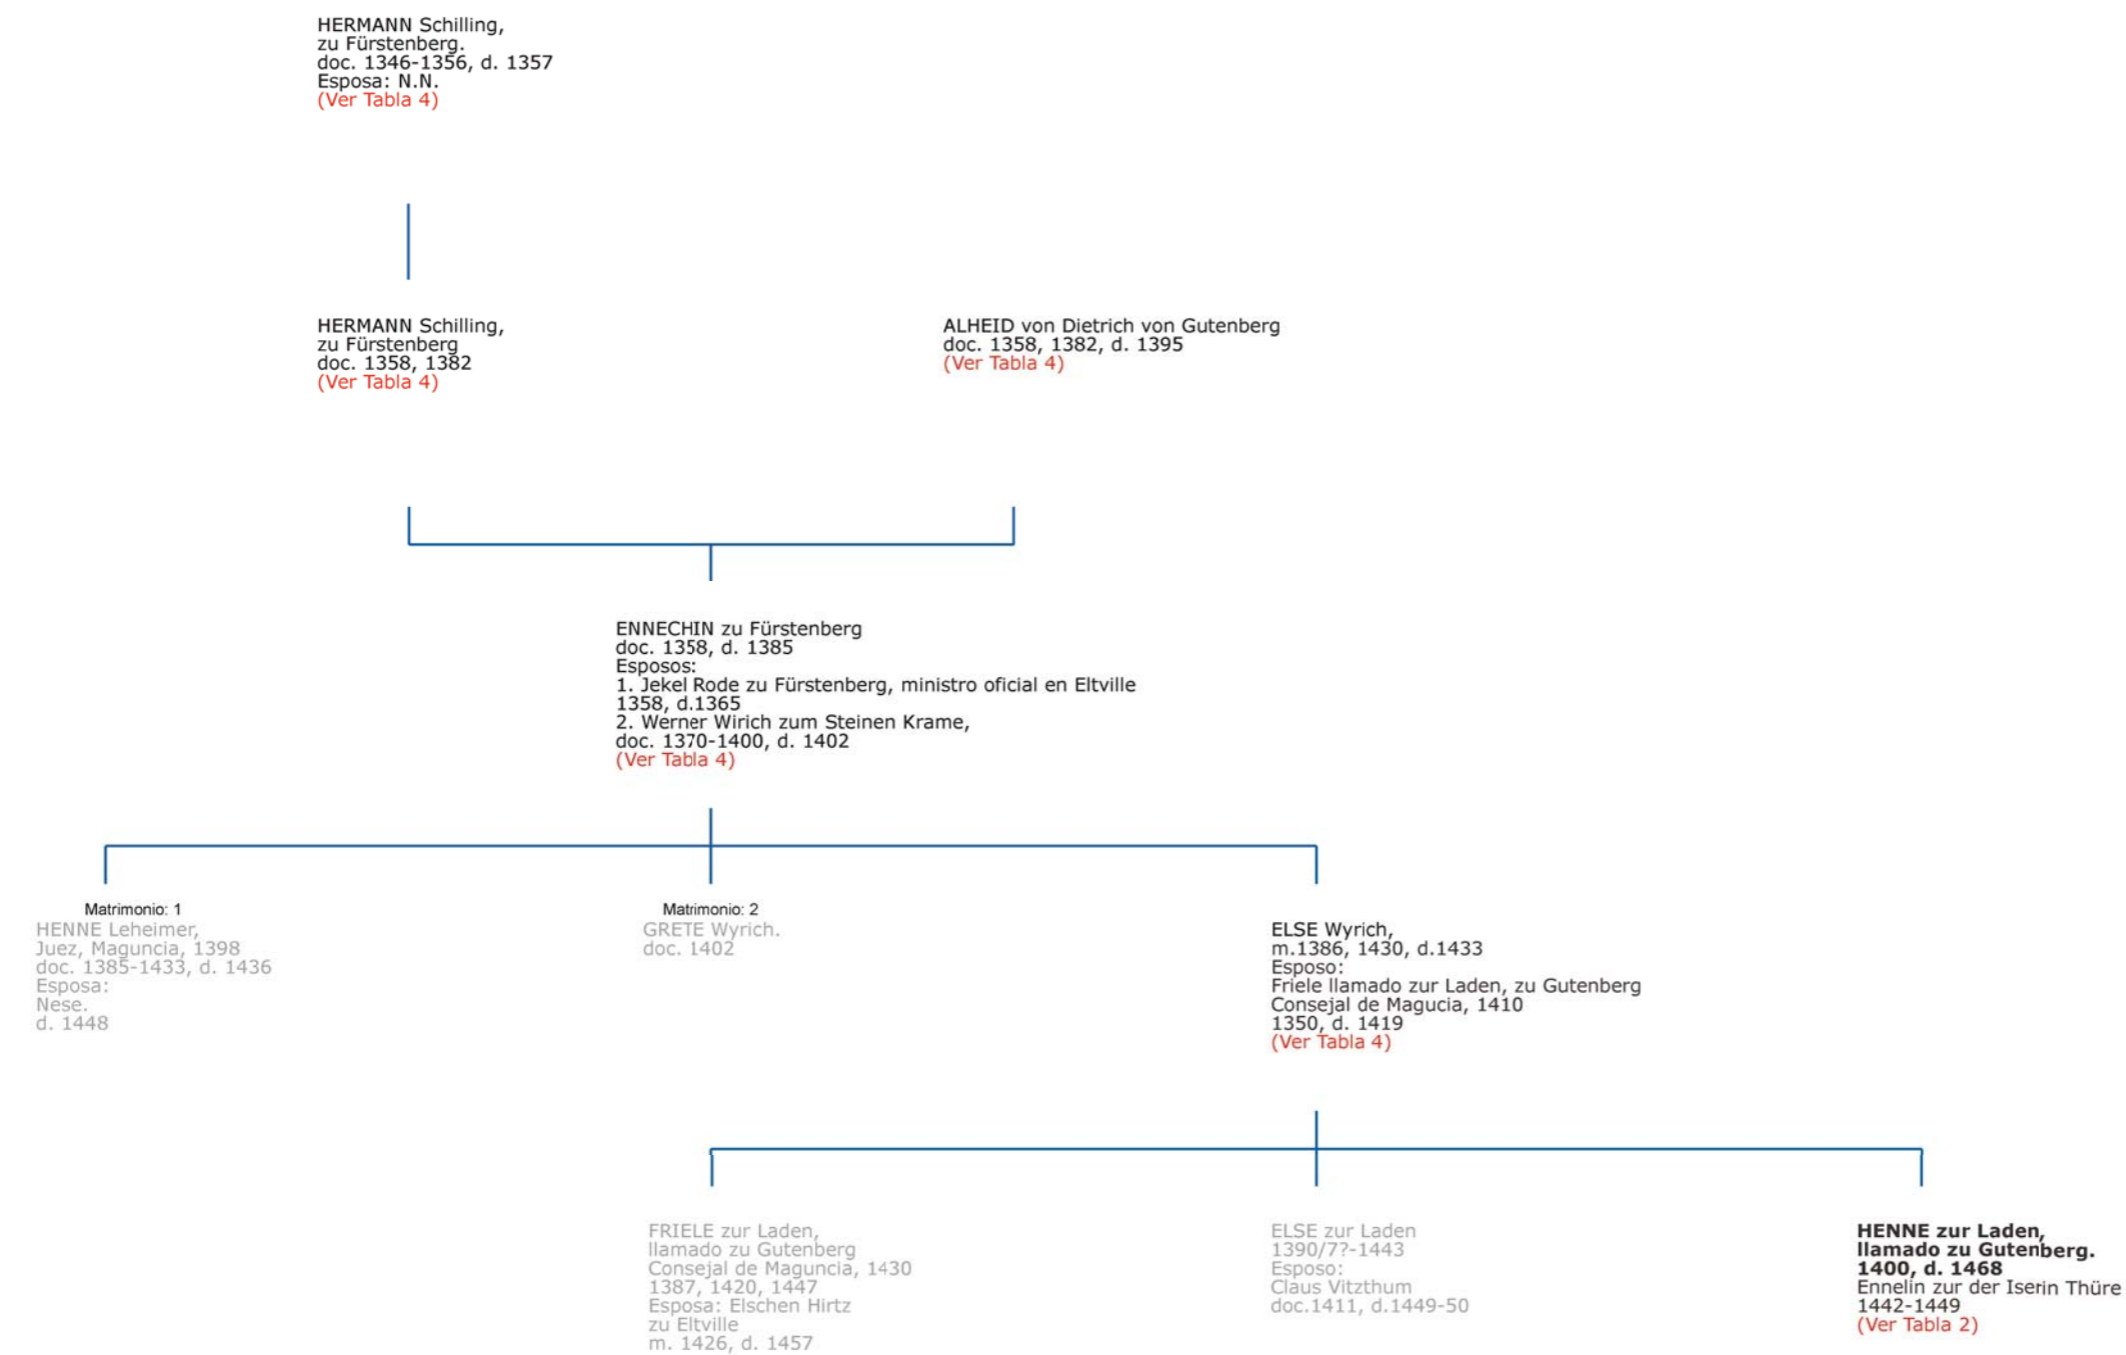 HERMANN Schilling,
zu Fürstenberg.
doc. 1346-1356, d. 1357
Esposa: N.N.
(Ver Tabla 4)
HERMANN Schilling,
zu Fürstenberg
doc. 1358, 1382
(Ver Tabla 4)
ALHEID von Dietrich von Gutenberg
doc. 1358, 1382, d. 1395
(Ver Tabla 4)
ENNECHIN zu Fürstenberg
doc. 1358, d. 1385
Esposos:
1. Jekel Rode zu Fürstenberg, ministro oficial en Eltville
1358, d.1365
2. Werner Wirich zum Steinen Krame,
doc. 1370-1400, d. 1402
(Ver Tabla 4)
Matrimonio: 1
HENNE Leheimer,
Juez, Maguncia, 1398
doc. 1385-1433, d. 1436
Esposa:
Nese.
d. 1448
Matrimonio: 2
GRETE Wyrich.
doc. 1402
ELSE Wyrich,
m.1386, 1430, d.1433
Esposo:
Friele llamado zur Laden, zu Gutenberg
Consejal de Magucia, 1410
1350, d. 1419
(Ver Tabla 4)
FRIELE zur Laden,
llamado zu Gutenberg
Consejal de Maguncia, 1430
1387, 1420, 1447
Esposa: Elschen Hirtz
zu Eltville
m. 1426, d. 1457
ELSE zur Laden
1390/7?-1443
Esposo:
Claus Vitzthum
doc.1411, d.1449-50
HENNE zur Laden,
llamado zu Gutenberg.
1400, d. 1468
Ennelin zur der Iserin Thüre
1442-1449
(Ver Tabla 2)